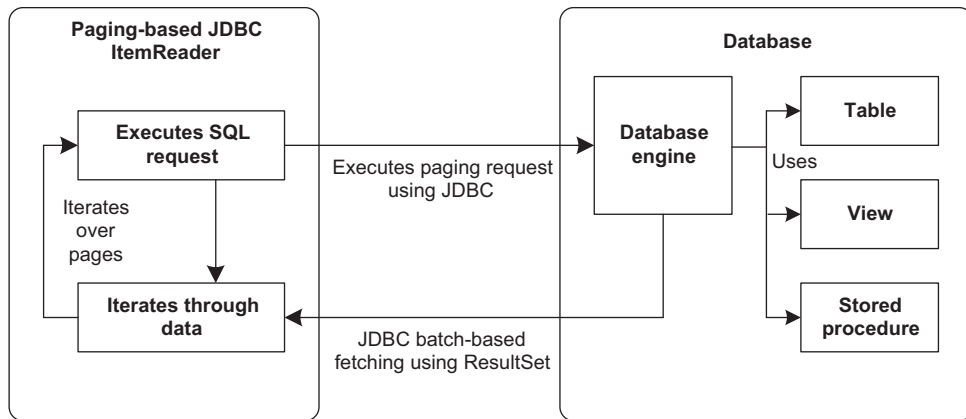 Paging-based JDBC
ItemReader
Executes SQL
request
Iterates
over
pages
Iterates through
data
Executes paging request
using JDBC
JDBC batch-based
fetching using ResultSet
Database
Database
engine
Uses
Table
View
Stored
procedure